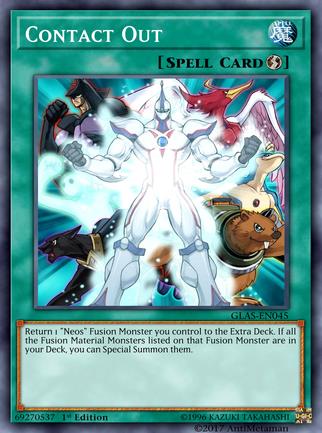 Contact Out
[Spell Card]
GLAS-EN045
Return 1 "Neos" Fusion Monster you control to the Extra Deck. If all
the Fusion Material Monsters listed on that Fusion Monster are in
your Deck, you can Special Summon them.
69270537
1st Edition
©1996 KAZUKI TAKAHASHI
©2017 AntiMetaman